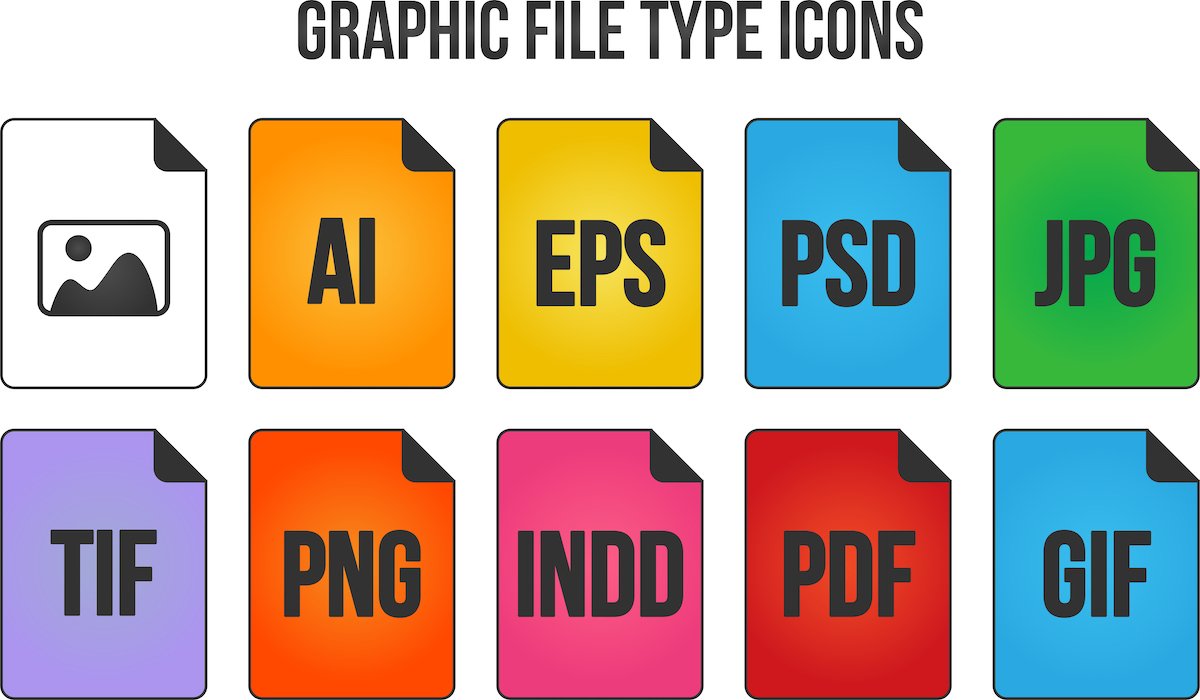 GRAPHIC FILE TYPE ICONS
AI
EPS
PSD
JPG
TIF
PNG
INDD
PDF
GIF